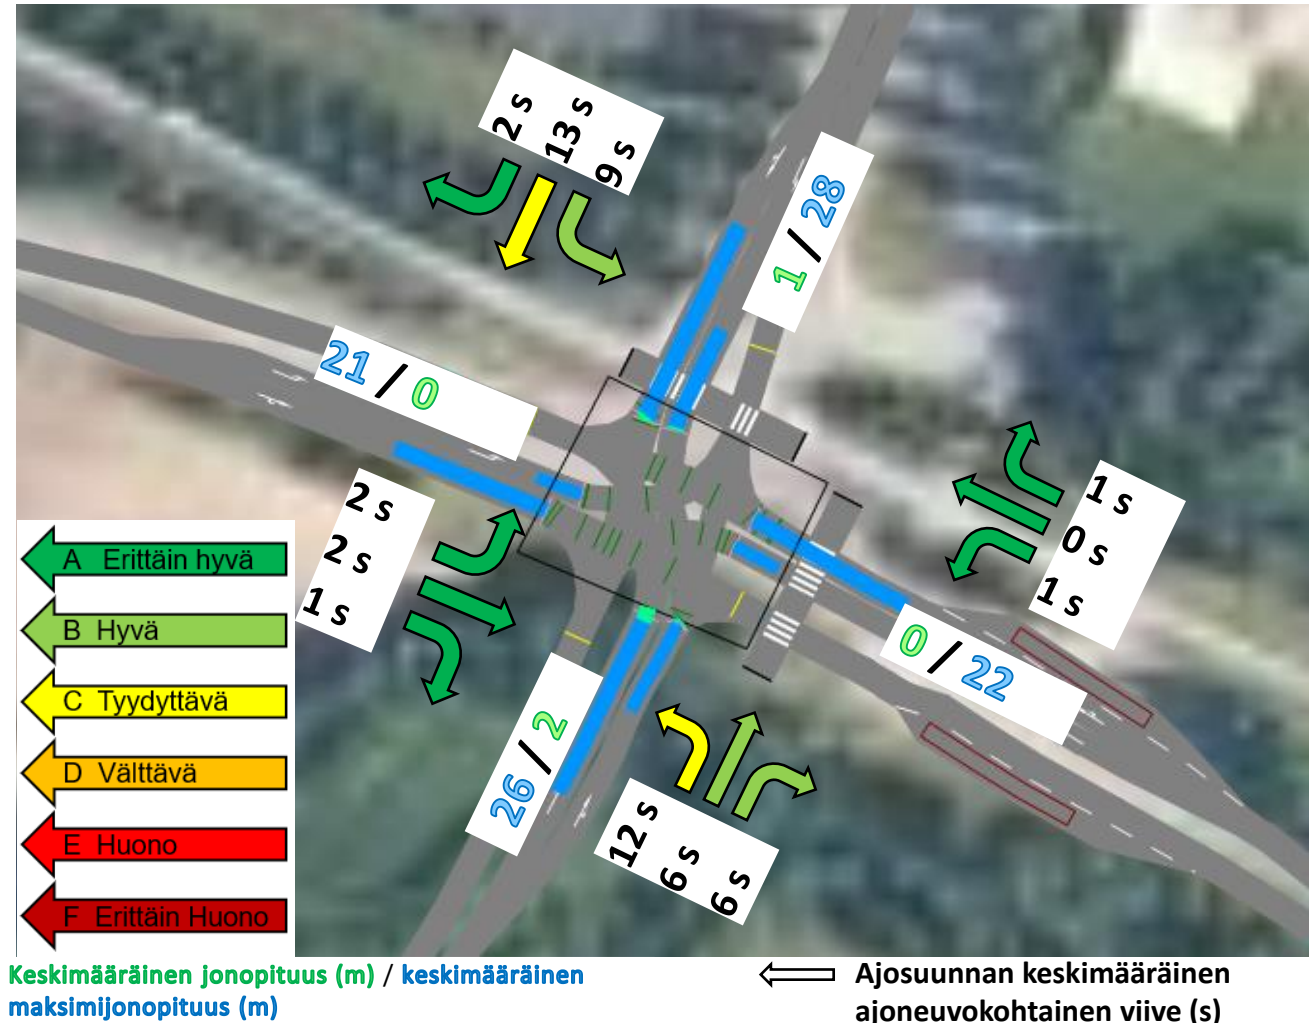 2 s
13 s
9 s
1 / 28
21 / 0
2 s
2 s
1 s
1 s
0 s
1 s
0 / 22
26 / 2
12 s
6 s
6 s
A Erittäin hyvä
B Hyvä
C Tyydyttävä
D Välttävä
E Huono
F Erittäin Huono
Keskimääräinen jonopituus (m) / keskimääräinen
maksimijonopituus (m)
Ajosuunnan keskimääräinen
ajoneuvokohtainen viive (s)